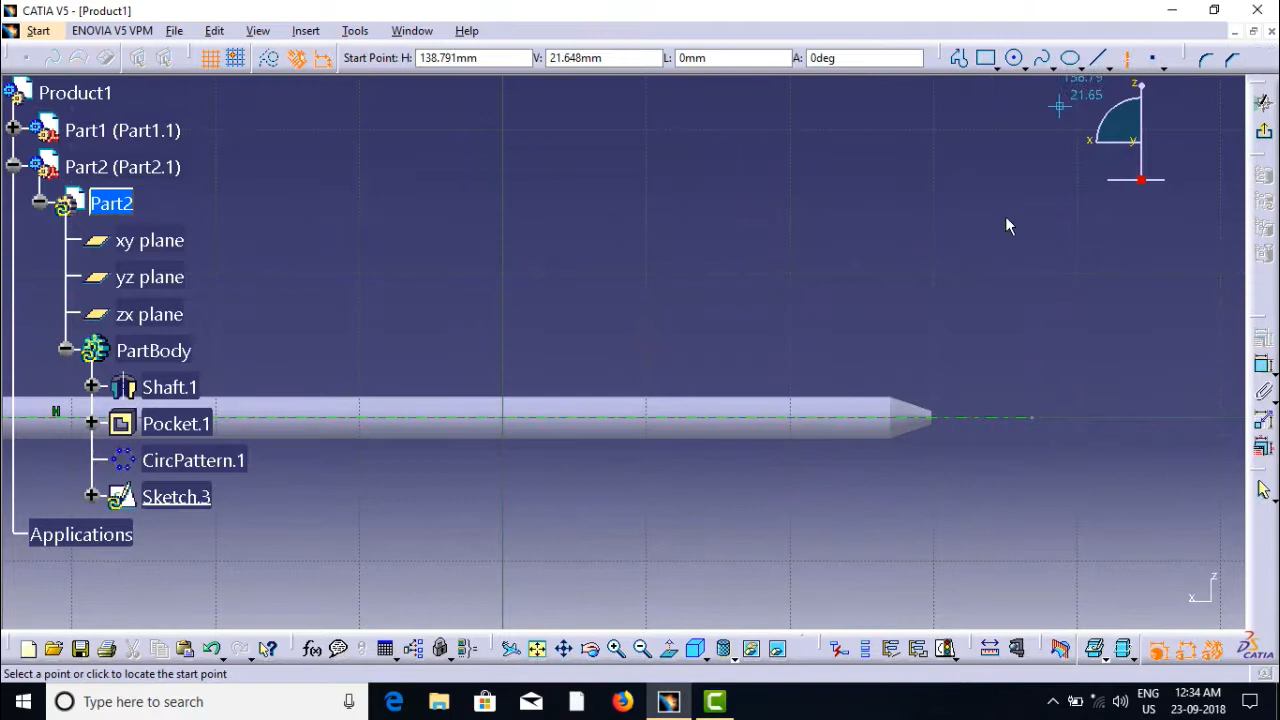 CATIA V5 - [Product1]
Start ENOVIA V5 VPM File Edit View Insert Tools Window Help
Start Point: H: 138.791mm V: 21.648mm L: 0mm A: 0deg
138.79
21.65
z
x y
Product1
Part1 (Part1.1)
Part2 (Part2.1)
Part2
xy plane
yz plane
zx plane
PartBody
Shaft.1
H
Pocket.1
CircPattern.1
Sketch.3
Applications
z
x
f(x)
CATIA
Select a point or click to locate the start point
Type here to search
ENG
US
12:34 AM
23-09-2018